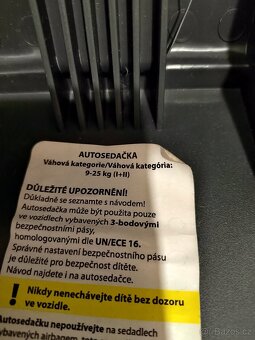 AUTOSEDAČKA
Váhová kategorie/Váhová kategória:
9-25 kg (I+II)
DŮLEŽITÉ UPOZORNĚNÍ!
Důkladně se seznamte s návodem!
Autosedačka může být použita pouze
ve vozidlech vybavených 3-bodovými
bezpečnostními pásy,
homologovanými dle UN/ECE 16.
Správné nastavení bezpečnostního pásu
je důležité pro bezpečnost dítěte.
Návod najdete i na autosedačce.
! Nikdy nenechávejte dítě bez dozoru
ve vozidle.
Autosedačku nepoužívejte na sedadlech
vybavených airbagem,